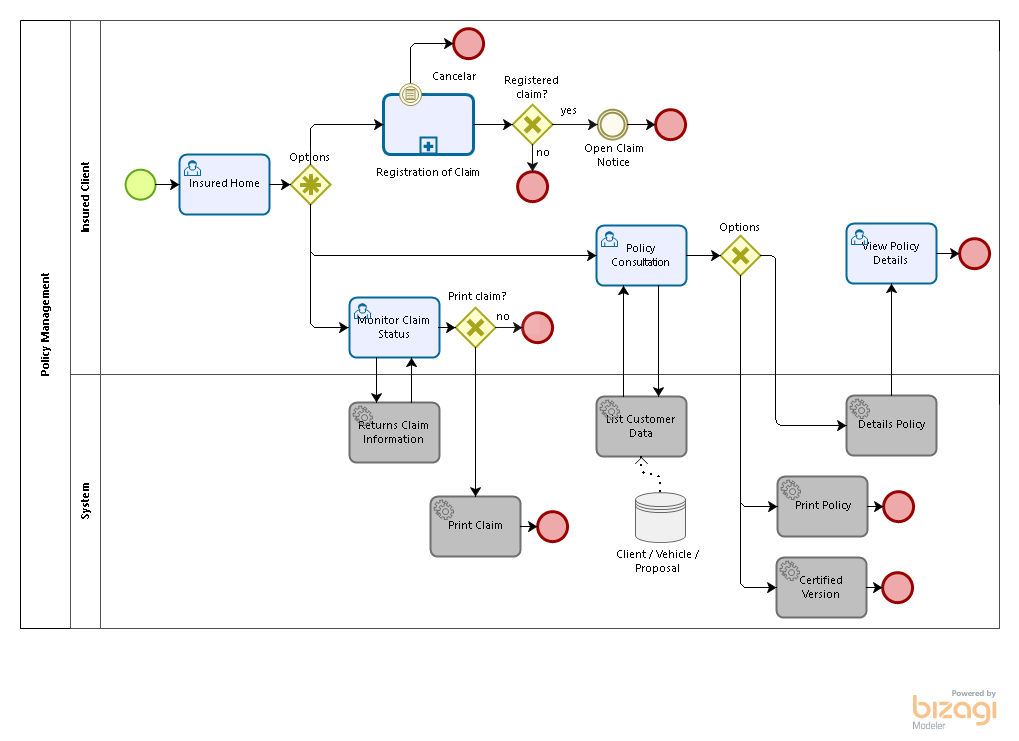 Policy Management
Insured Client
System
Cancelar
Registered
claim?
yes
no
Open Claim
Notice
Registration of Claim
Options
Insured Home
Policy
Consultation
Options
View Policy
Details
Monitor Claim
Status
Print claim?
no
Returns Claim
Information
List Customer
Data
Details Policy
Print Claim
Client / Vehicle /
Proposal
Print Policy
Certified
Version
Powered by
bizagi
Modeler